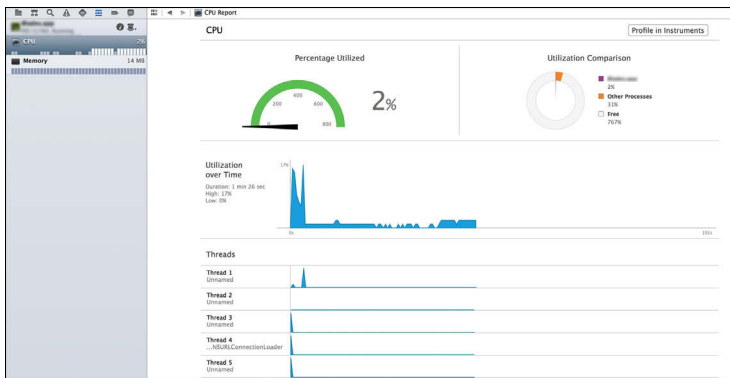 CPU Report
CPU
2%
Memory
14 MB
CPU
Profile in Instruments
Percentage Utilized
0
200
400
600
800
2%
Utilization Comparison
2%
Other Processes
31%
Free
767%
Utilization
over Time
Duration: 1 min 26 sec
High: 17%
Low: 0%
17%
0s
Threads
Thread 1
Unnamed
Thread 2
Unnamed
Thread 3
Unnamed
Thread 4
...NSURLConnectionLoader
Thread 5
Unnamed